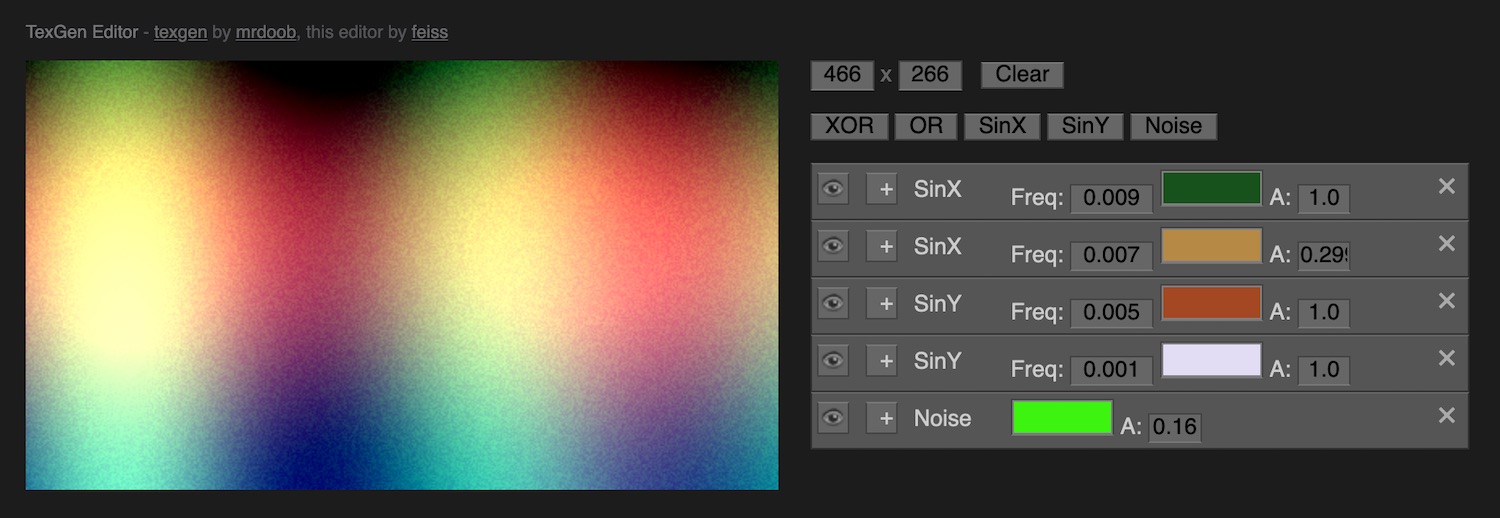 TexGen Editor - texgen by mrdoob, this editor by feiss
466 x 266 Clear
XOR OR SinX SinY Noise
+ SinX Freq: 0.009 A: 1.0 ✕
+ SinX Freq: 0.007 A: 0.29 ✕
+ SinY Freq: 0.005 A: 1.0 ✕
+ SinY Freq: 0.001 A: 1.0 ✕
+ Noise A: 0.16 ✕